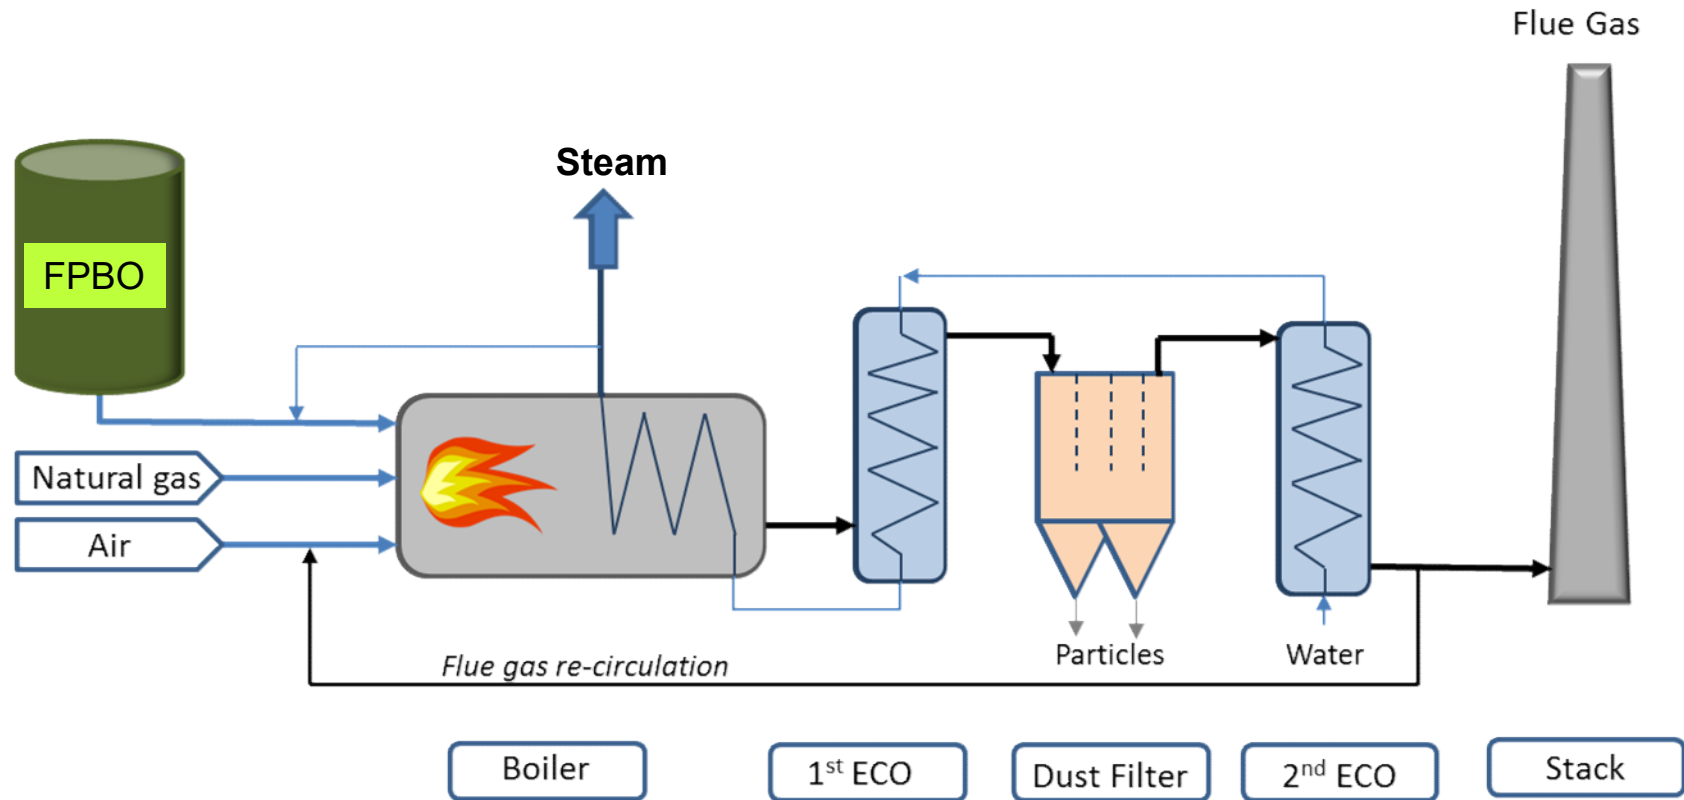 Flue Gas
Steam
FPBO
Natural gas
Air
Flue gas re-circulation
Particles
Water
Boiler
1st ECO
Dust Filter
2nd ECO
Stack